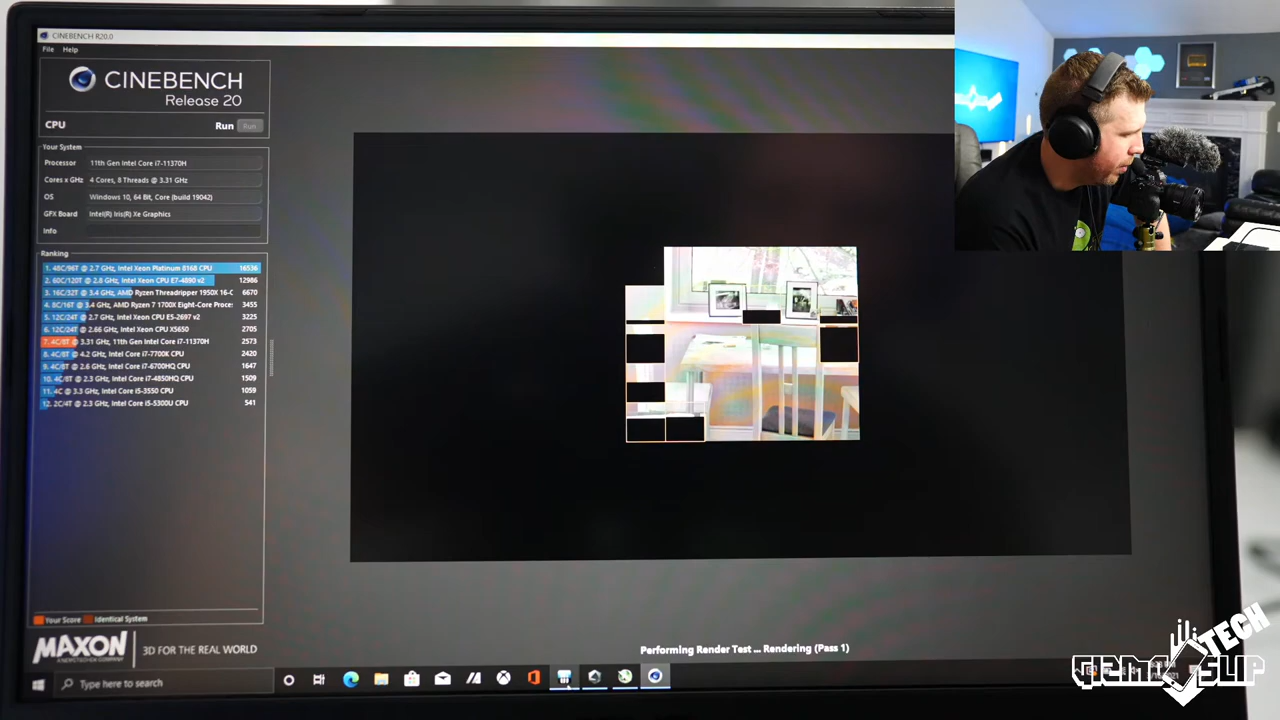 CINEBENCH R20.0
File Help
CINEBENCH
Release 20
CPU Run Run
Your System
Processor 11th Gen Intel Core i7-11370H
Cores x GHz 4 Cores, 8 Threads @ 3.31 GHz
OS Windows 10, 64 Bit, Core (build 19042)
GFX Board Intel(R) Iris(R) Xe Graphics
Info
Ranking
1. 48C/96T @ 2.7 GHz, Intel Xeon Platinum 8168 CPU 16536
2. 60C/120T @ 2.8 GHz, Intel Xeon CPU E7-4890 v2 12986
3. 16C/32T @ 3.4 GHz, AMD Ryzen Threadripper 1950X 16-C 6670
4. 8C/16T @ 3.4 GHz, AMD Ryzen 7 1700X Eight-Core Proce: 3455
5. 12C/24T @ 2.7 GHz, Intel Xeon CPU E5-2697 v2 3225
6. 12C/24T @ 2.66 GHz, Intel Xeon CPU X5650 2705
7. 4C/8T @ 3.31 GHz, 11th Gen Intel Core i7-11370H 2573
8. 4C/8T @ 4.2 GHz, Intel Core i7-7700K CPU 2420
9. 4C/8T @ 2.6 GHz, Intel Core i7-6700HQ CPU 1647
10. 4C/8T @ 2.3 GHz, Intel Core i7-4850HQ CPU 1509
11. 4C @ 3.3 GHz, Intel Core i5-3550 CPU 1059
12. 2C/4T @ 2.3 GHz, Intel Core i5-5300U CPU 541
Your Score Identical System
MAXON 3D FOR THE REAL WORLD
A NEMETSCHEK COMPANY
Performing Render Test ... Rendering (Pass 1)
Type here to search
GIZMO SLIP TECH